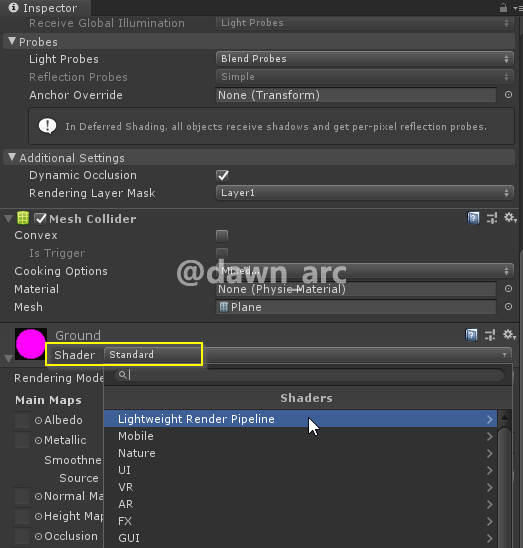 Inspector
Receive Global Illumination Light Probes
Probes
Light Probes Blend Probes
Reflection Probes Simple
Anchor Override None (Transform)
In Deferred Shading, all objects receive shadows and get per-pixel reflection probes.
Additional Settings
Dynamic Occlusion
Rendering Layer Mask Layer1
Mesh Collider
Convex
Is Trigger
Cooking Options Mixed...
@dawn_arc
Material None (Physic Material)
Mesh Plane
Ground
Shader Standard
Rendering Mode
Shaders
Main Maps
Lightweight Render Pipeline
Albedo
Mobile
Metallic
Nature
Smoothne
UI
Source
VR
Normal Ma
AR
Height Map
FX
Occlusion
GUI